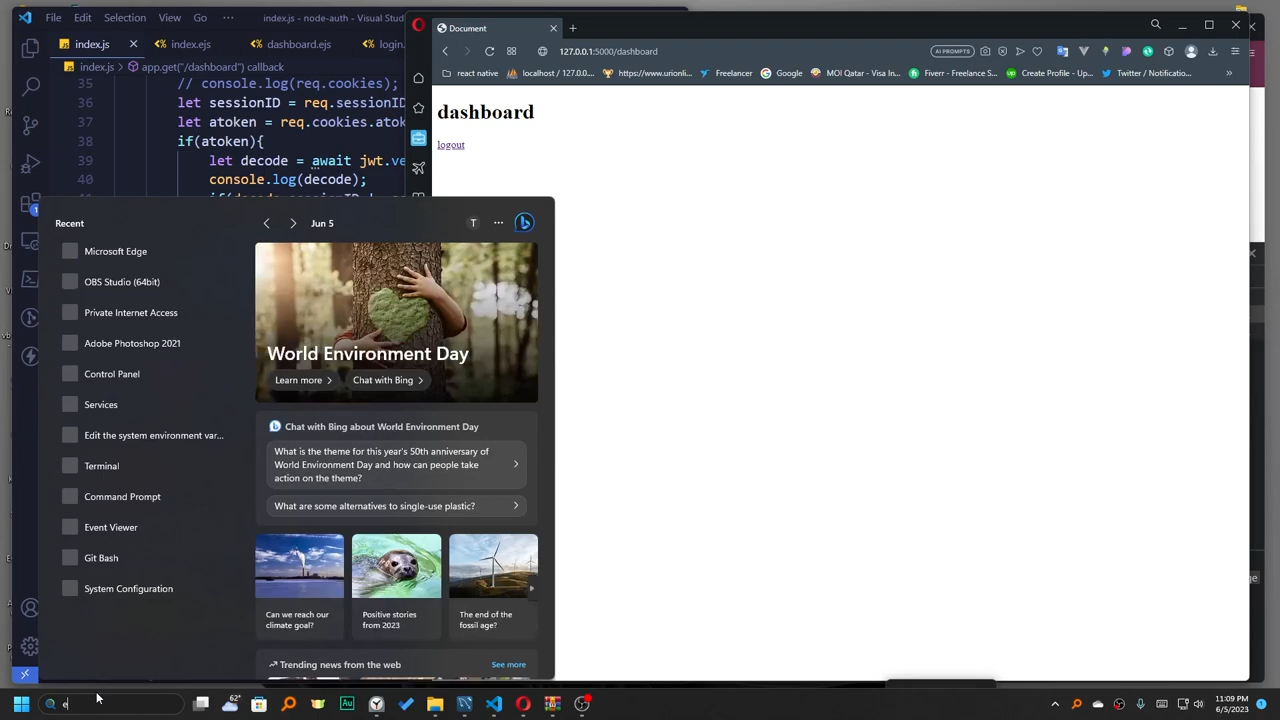 File
Edit
Selection
View
Go
···
index.js - node-auth - Visual Stud
index.js
index.ejs
dashboard.ejs
login.
index.js > app.get("/dashboard") callback
35 // console.log(req.cookies);
36 let sessionID = req.sessionID
37 let atoken = req.cookies.atok
38 if(atoken){
39 let decode = await jwt.ve
40 console.log(decode);
Document
127.0.0.1:5000/dashboard
AI PROMPTS
react native
localhost / 127.0.0....
https://www.urionli...
Freelancer
Google
MOI Qatar - Visa In...
Fiverr - Freelance S...
Create Profile - Up...
Twitter / Notificatio...
dashboard
logout
Recent
Microsoft Edge
OBS Studio (64bit)
Private Internet Access
Adobe Photoshop 2021
Control Panel
Services
Edit the system environment var...
Terminal
Command Prompt
Event Viewer
Git Bash
System Configuration
Jun 5
T
World Environment Day
Learn more
Chat with Bing
Chat with Bing about World Environment Day
What is the theme for this year's 50th anniversary of
World Environment Day and how can people take
action on the theme?
What are some alternatives to single-use plastic?
Can we reach our
climate goal?
Positive stories
from 2023
The end of the
fossil age?
Trending news from the web
See more
e
62°
Au
11:09 PM
6/5/2023
1